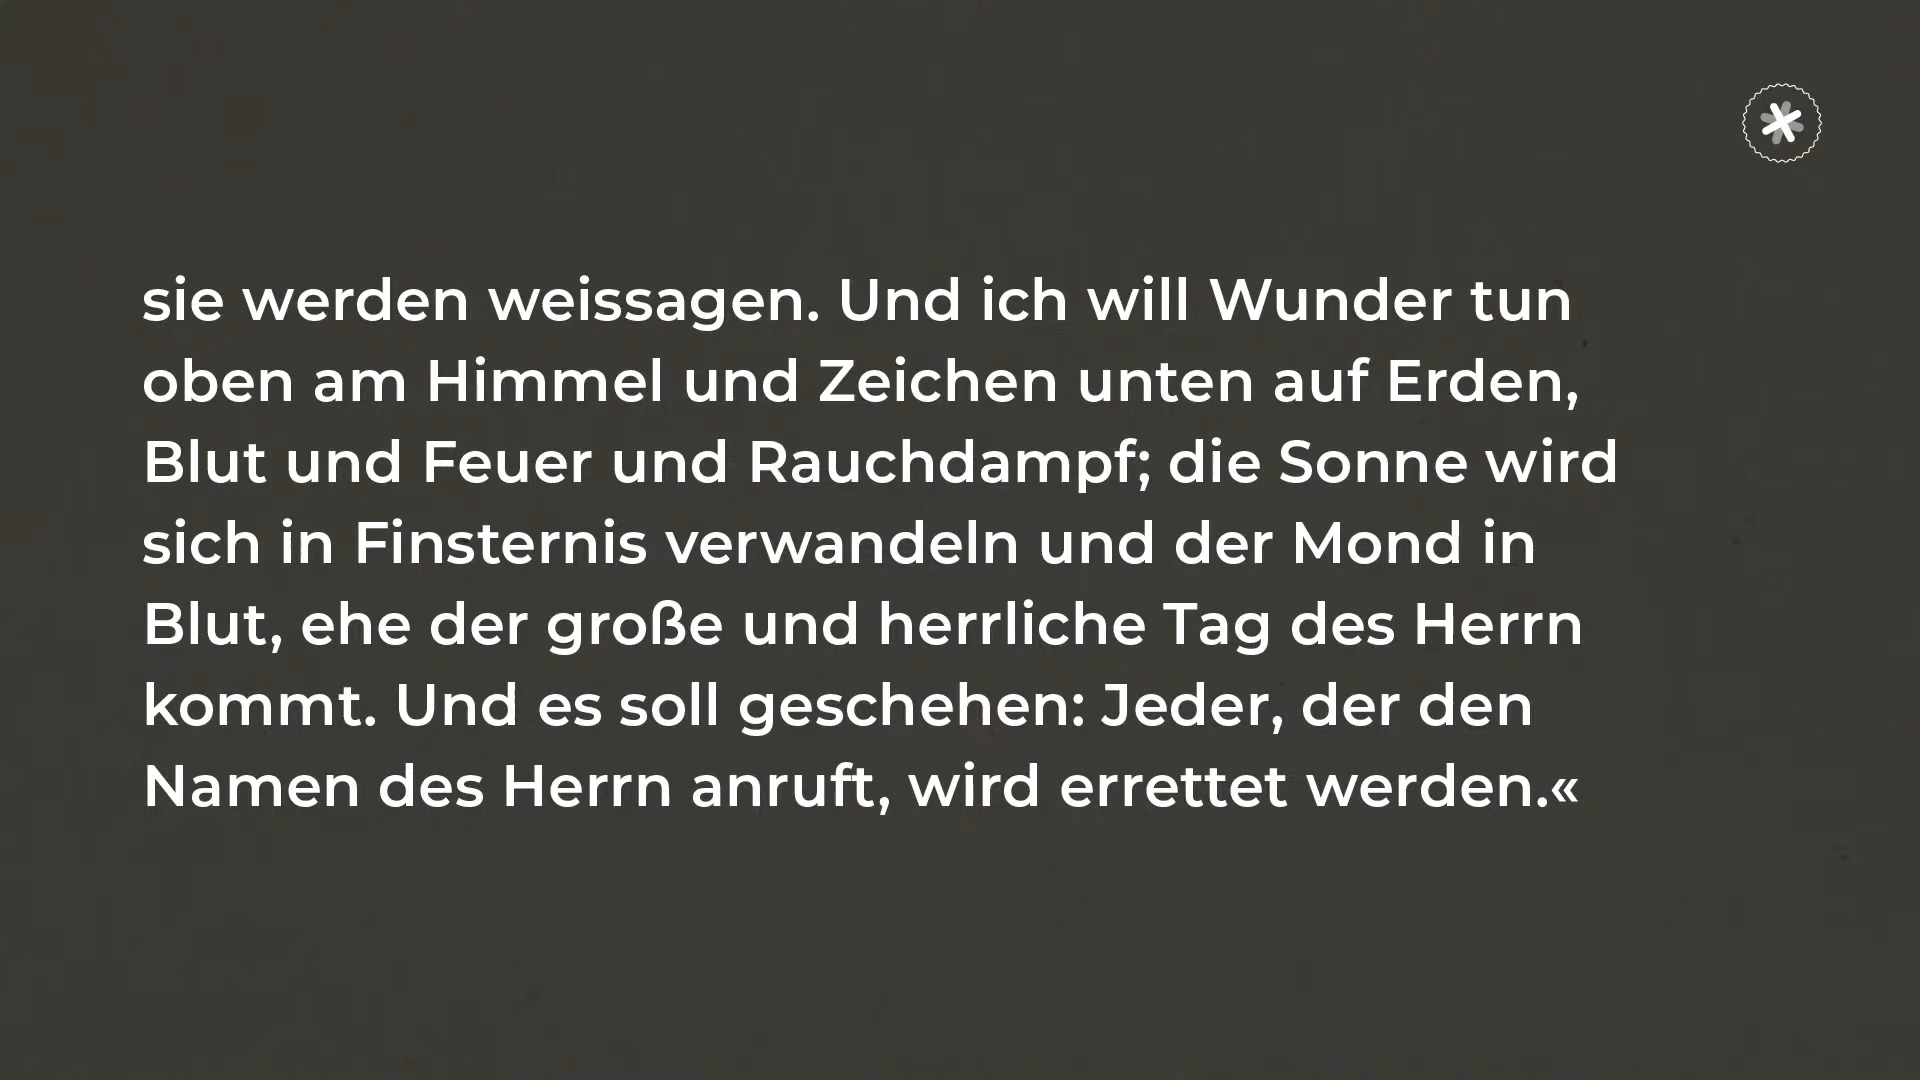 sie werden weissagen. Und ich will Wunder tun
oben am Himmel und Zeichen unten auf Erden,
Blut und Feuer und Rauchdampf; die Sonne wird
sich in Finsternis verwandeln und der Mond in
Blut, ehe der große und herrliche Tag des Herrn
kommt. Und es soll geschehen: Jeder, der den
Namen des Herrn anruft, wird errettet werden.«